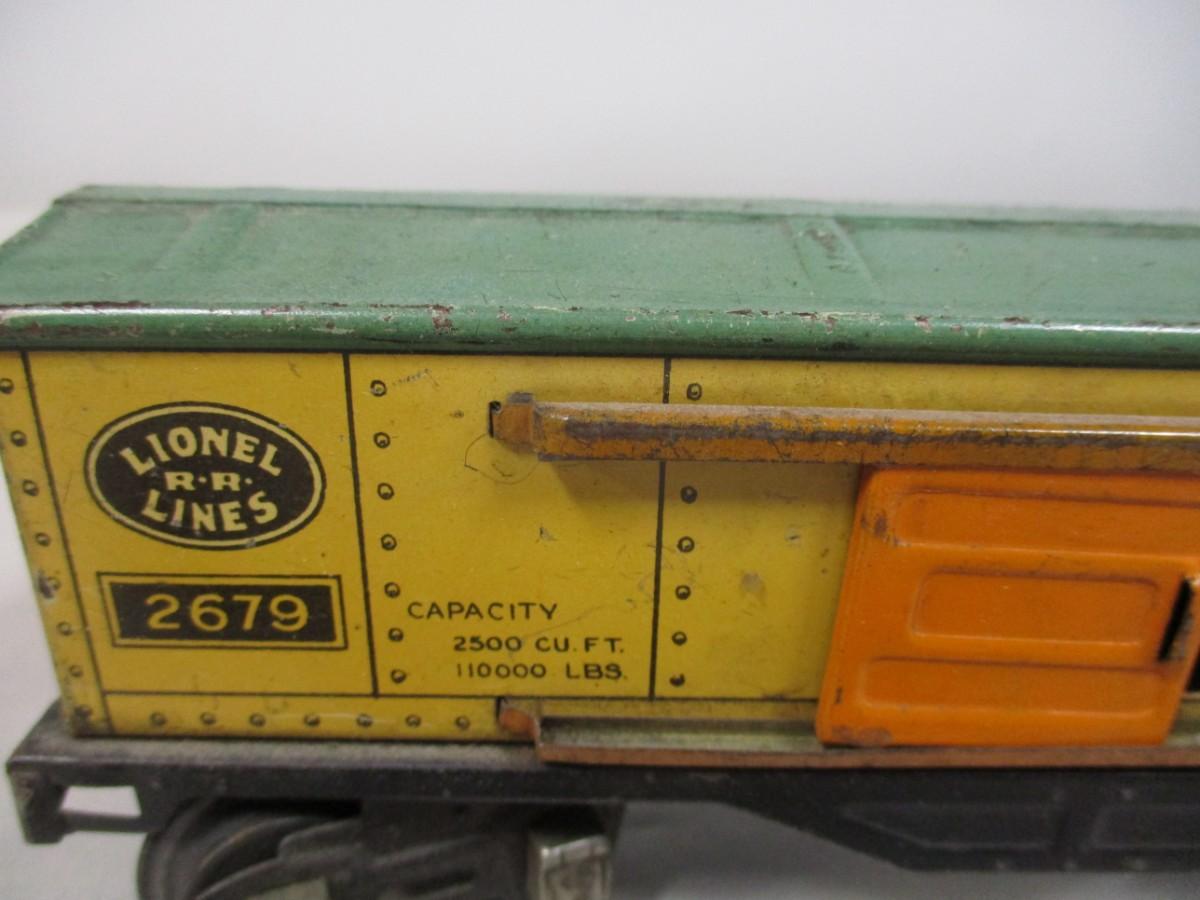 LIONEL
R·R·
LINES
2679
CAPACITY
2500 CU. FT.
110000 LBS.